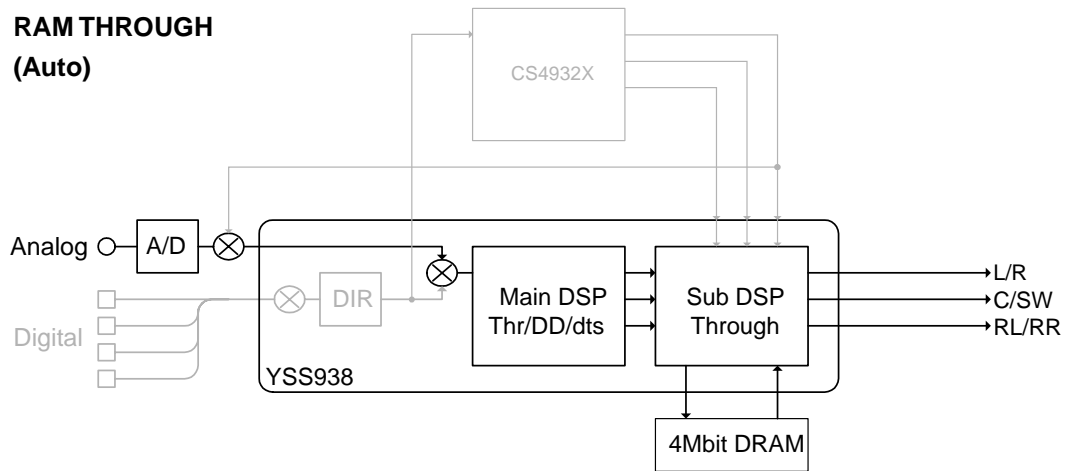 RAM THROUGH
(Auto)
CS4932X
Analog
A/D
DIR
Digital
Main DSP
Thr/DD/dts
Sub DSP
Through
L/R
C/SW
RL/RR
YSS938
4Mbit DRAM